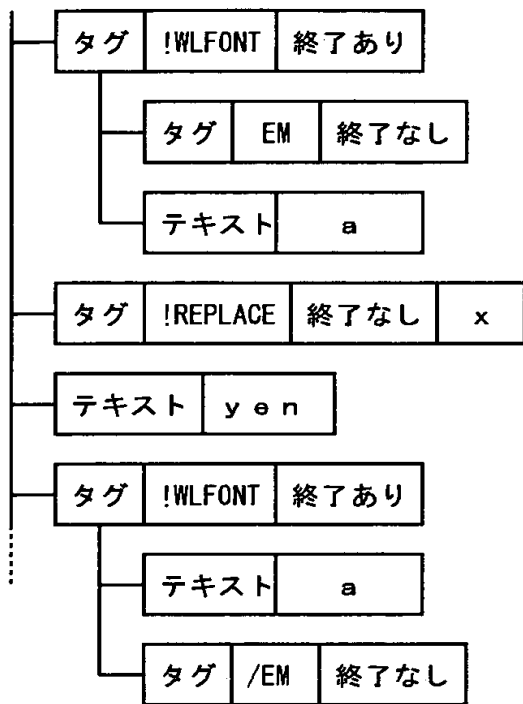 タグ !WLFONT 終了あり
タグ EM 終了なし
テキスト a
タグ !REPLACE 終了なし x
テキスト yen
タグ !WLFONT 終了あり
テキスト a
タグ /EM 終了なし